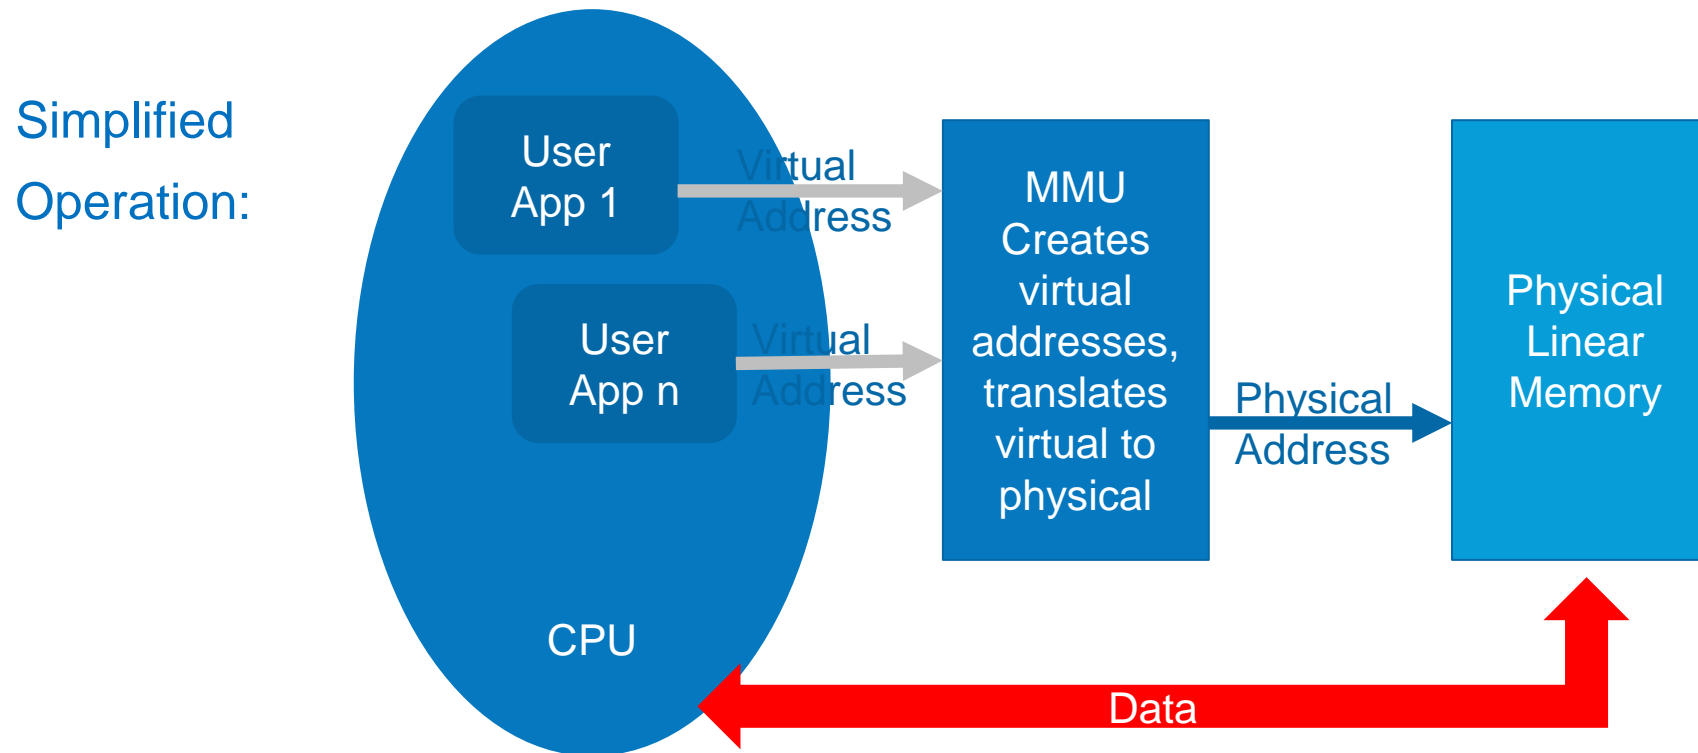 Simplified
Operation:
User
App 1
Virtual
Address
User
App n
Virtual
Address
CPU
MMU
Creates
virtual
addresses,
translates
virtual to
physical
Physical
Address
Physical
Linear
Memory
Data